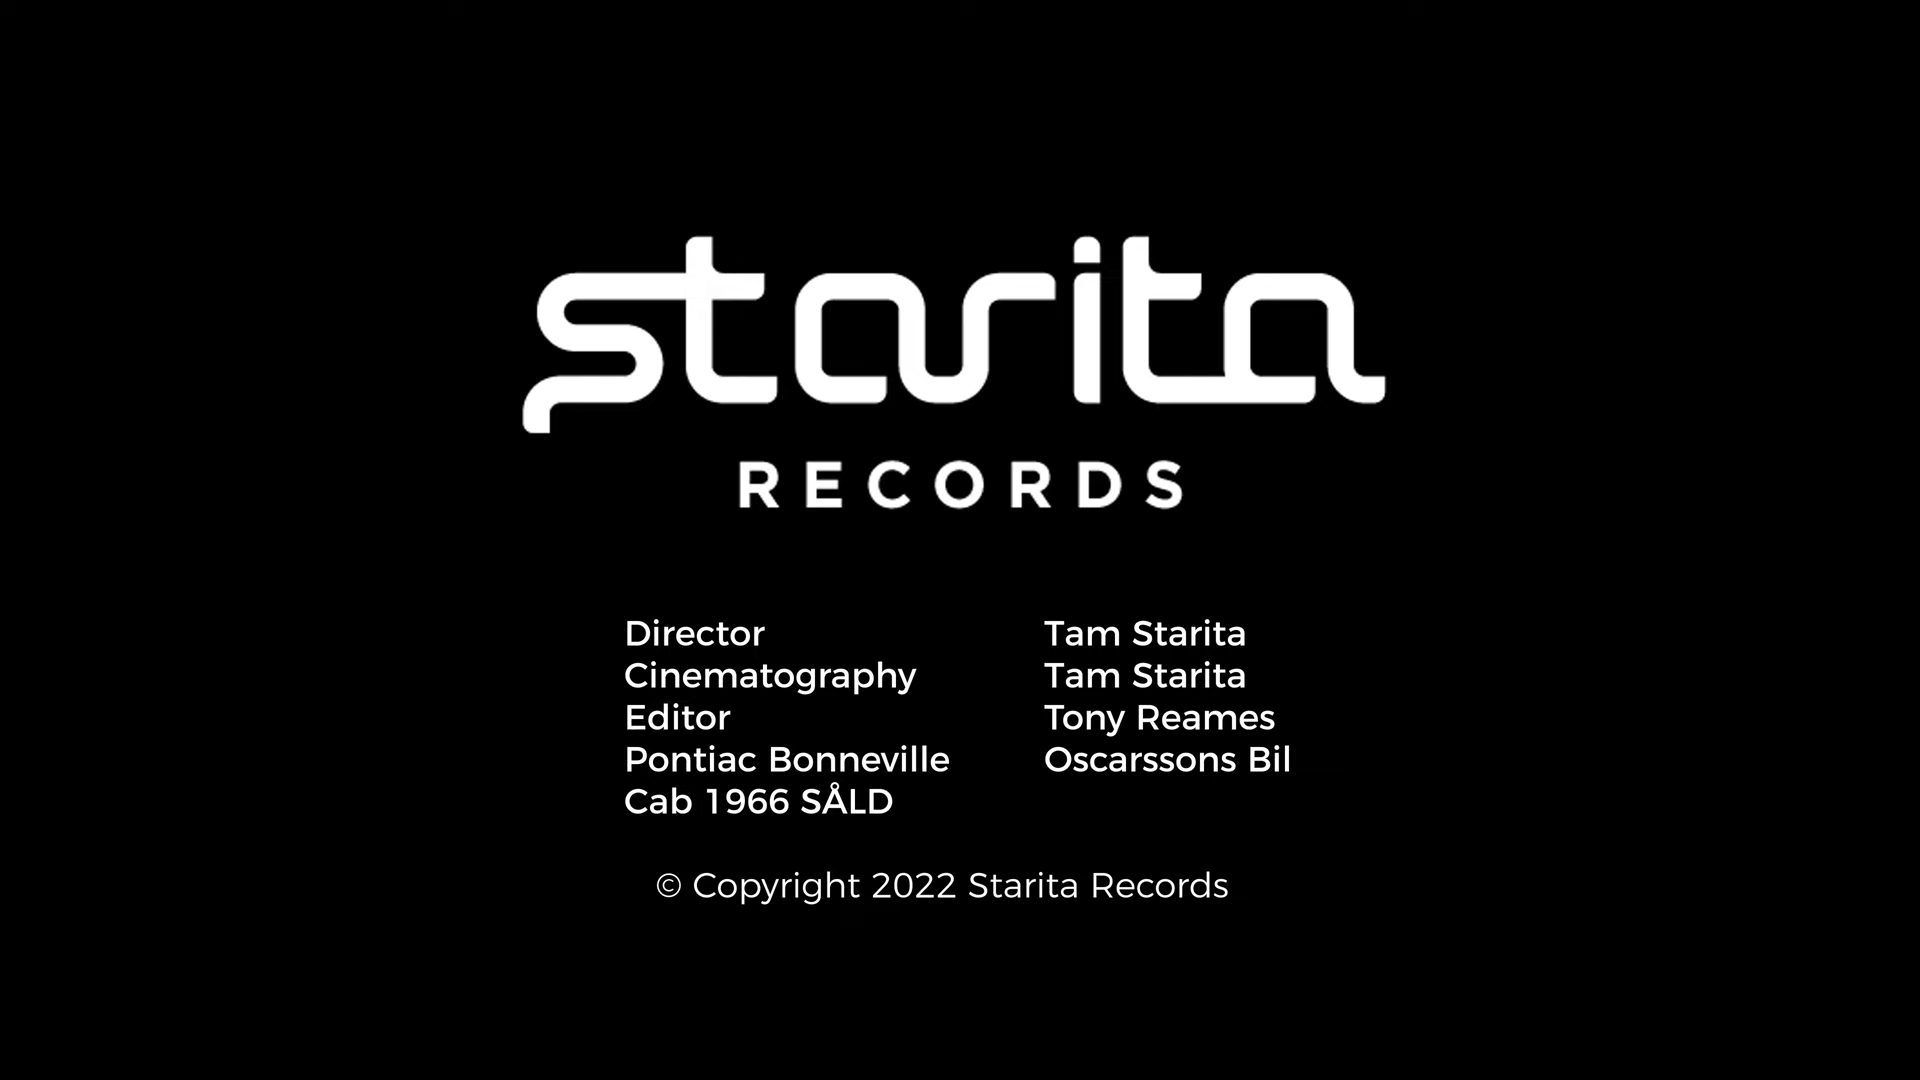 starita
RECORDS
Director Tam Starita
Cinematography Tam Starita
Editor Tony Reames
Pontiac Bonneville Oscarssons Bil
Cab 1966 SÅLD
© Copyright 2022 Starita Records